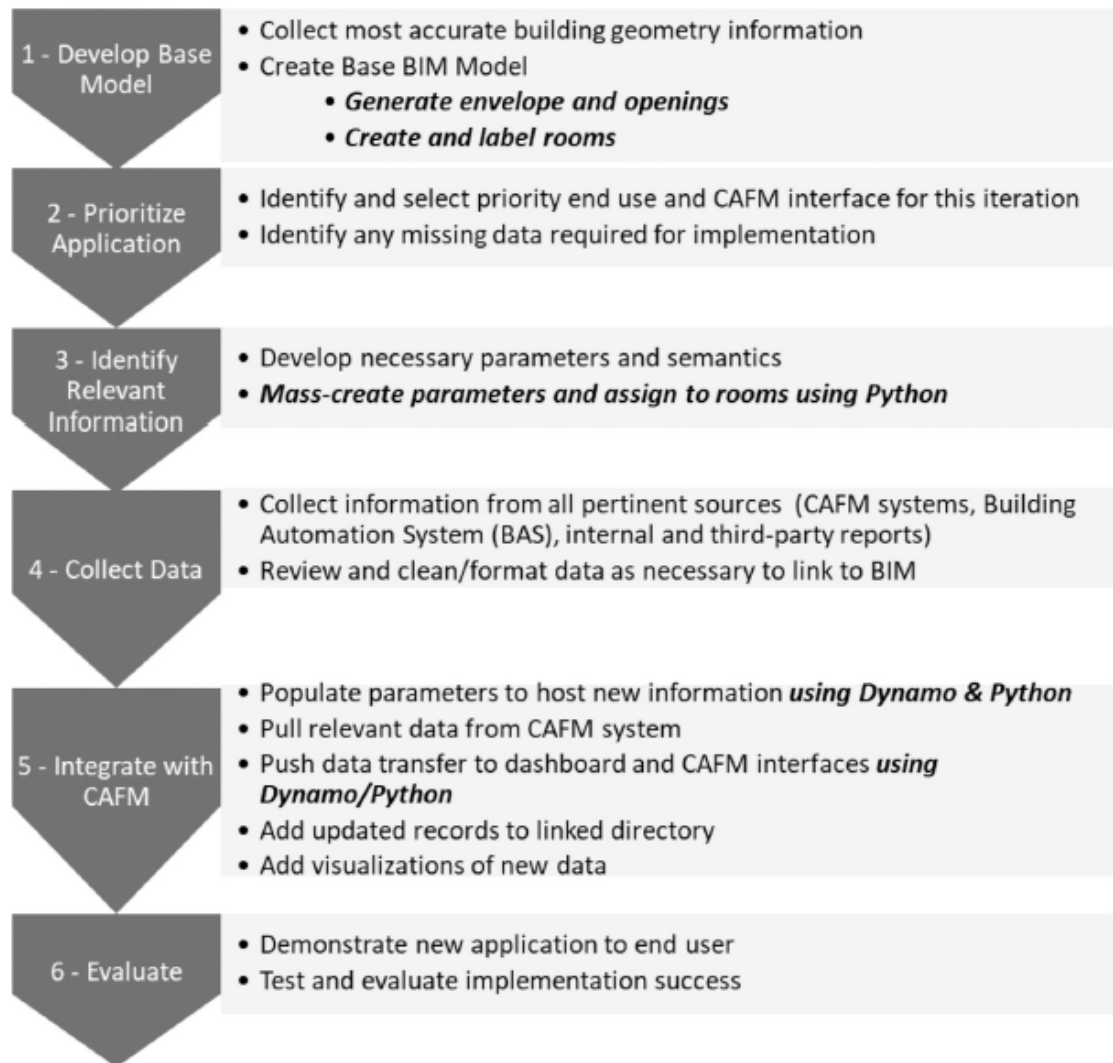 1 - Develop Base
Model
• Collect most accurate building geometry information
• Create Base BIM Model
• Generate envelope and openings
• Create and label rooms
2 - Prioritize
Application
• Identify and select priority end use and CAFM interface for this iteration
• Identify any missing data required for implementation
3 - Identify
Relevant
Information
• Develop necessary parameters and semantics
• Mass-create parameters and assign to rooms using Python
4 - Collect Data
• Collect information from all pertinent sources (CAFM systems, Building
Automation System (BAS), internal and third-party reports)
• Review and clean/format data as necessary to link to BIM
5 - Integrate with
CAFM
• Populate parameters to host new information using Dynamo & Python
• Pull relevant data from CAFM system
• Push data transfer to dashboard and CAFM interfaces using
Dynamo/Python
• Add updated records to linked directory
• Add visualizations of new data
6 - Evaluate
• Demonstrate new application to end user
• Test and evaluate implementation success